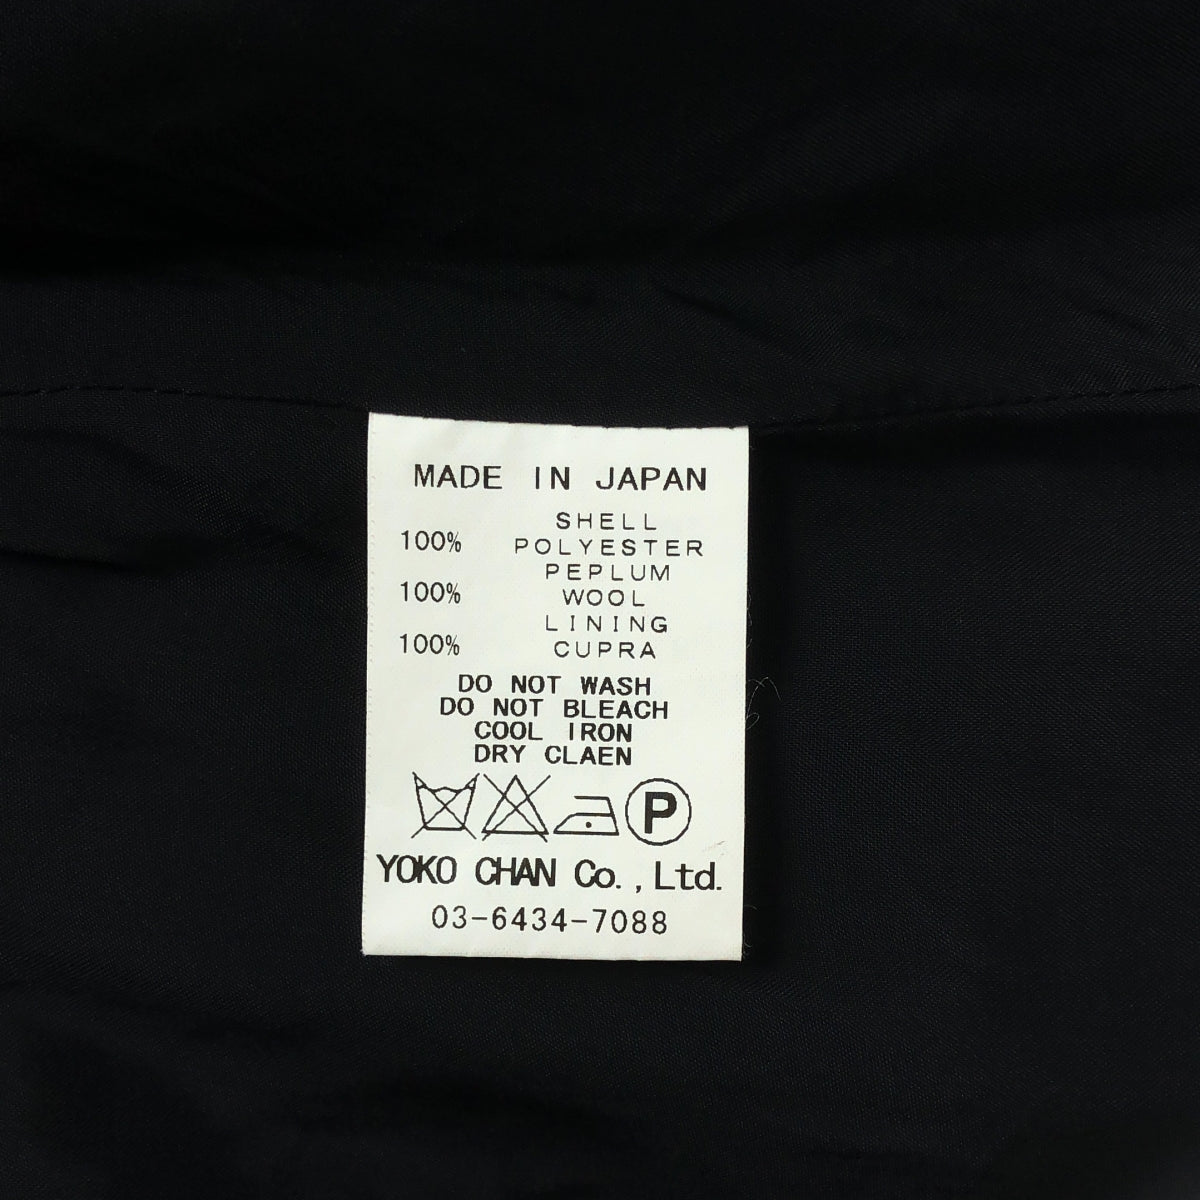 MADE IN JAPAN
SHELL
100% POLYESTER
PEPLUM
100% WOOL
LINING
100% CUPRA
DO NOT WASH
DO NOT BLEACH
COOL IRON
DRY CLAEN
P
YOKO CHAN Co., Ltd.
03-6434-7088